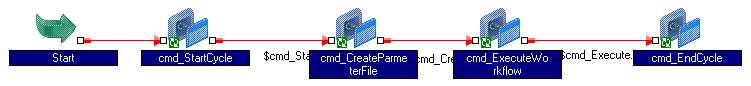 Start
cmd_StartCycle
$cmd_Sta
cmd_CreateParme
terFile
cmd_Cre
cmd_ExecuteWo
rkflow
$cmd_Execute.
cmd_EndCycle